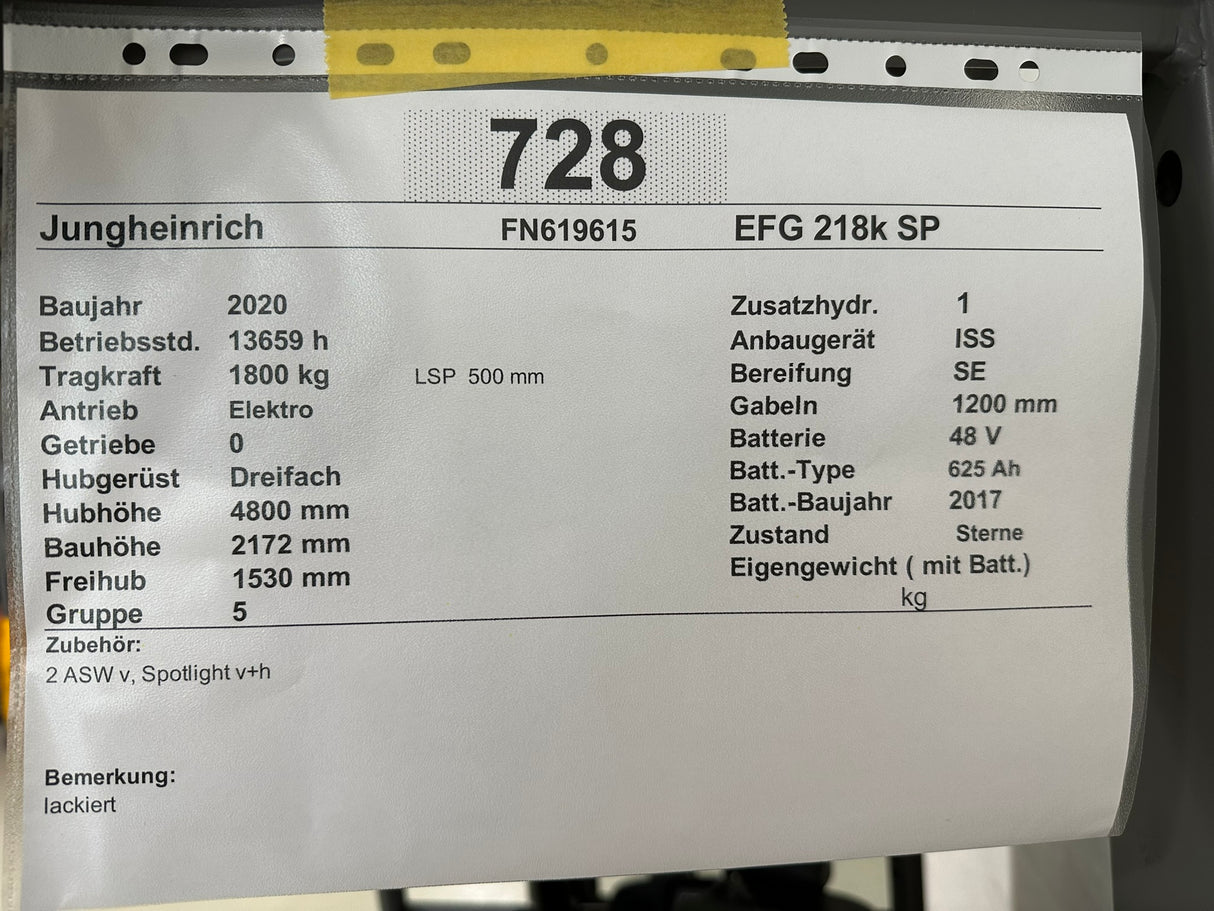 728
Jungheinrich FN619615 EFG 218k SP
Baujahr 2020 Zusatzhydr. 1
Betriebsstd. 13659 h Anbaugerät ISS
Tragkraft 1800 kg LSP 500 mm Bereifung SE
Antrieb Elektro Gabeln 1200 mm
Getriebe 0 Batterie 48 V
Hubgerüst Dreifach Batt.-Type 625 Ah
Hubhöhe 4800 mm Batt.-Baujahr 2017
Bauhöhe 2172 mm Zustand Sterne
Freihub 1530 mm Eigengewicht ( mit Batt.)
Gruppe 5 kg
Zubehör:
2 ASW v, Spotlight v+h
Bemerkung:
lackiert